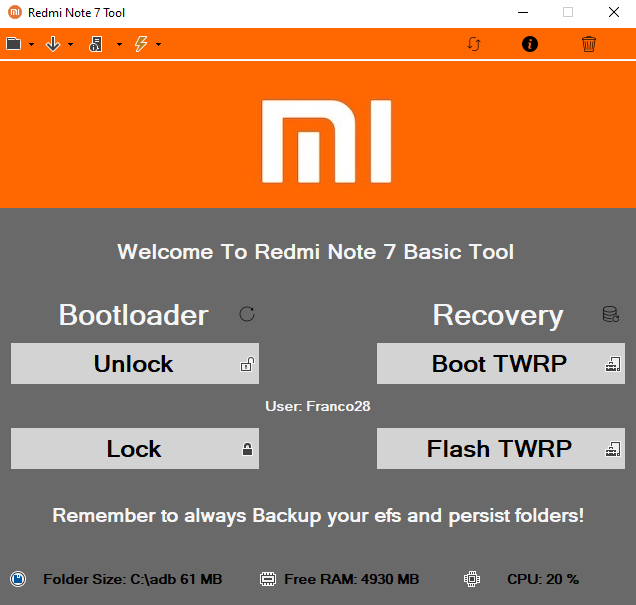 Redmi Note 7 Tool
mi
Welcome To Redmi Note 7 Basic Tool
Bootloader
Recovery
Unlock
Boot TWRP
User: Franco28
Lock
Flash TWRP
Remember to always Backup your efs and persist folders!
Folder Size: C:\adb 61 MB
Free RAM: 4930 MB
CPU: 20 %